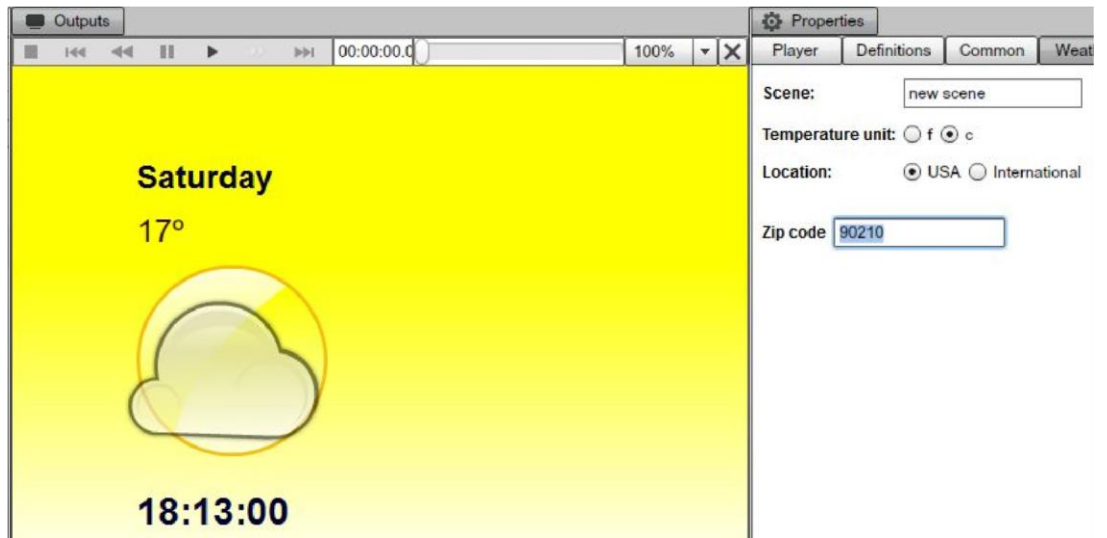 Outputs
00:00:00.0
100%
Saturday
17º
18:13:00
Properties
Player Definitions Common Weat
Scene: new scene
Temperature unit: f c
Location: USA International
Zip code 90210